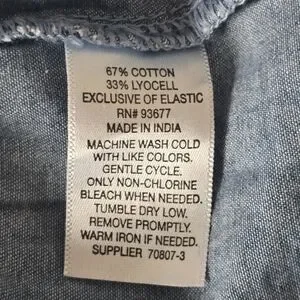 67% COTTON
33% LYOCELL
EXCLUSIVE OF ELASTIC
RN# 93677
MADE IN INDIA
MACHINE WASH COLD
WITH LIKE COLORS.
GENTLE CYCLE.
ONLY NON-CHLORINE
BLEACH WHEN NEEDED.
TUMBLE DRY LOW.
REMOVE PROMPTLY.
WARM IRON IF NEEDED.
SUPPLIER 70807-3